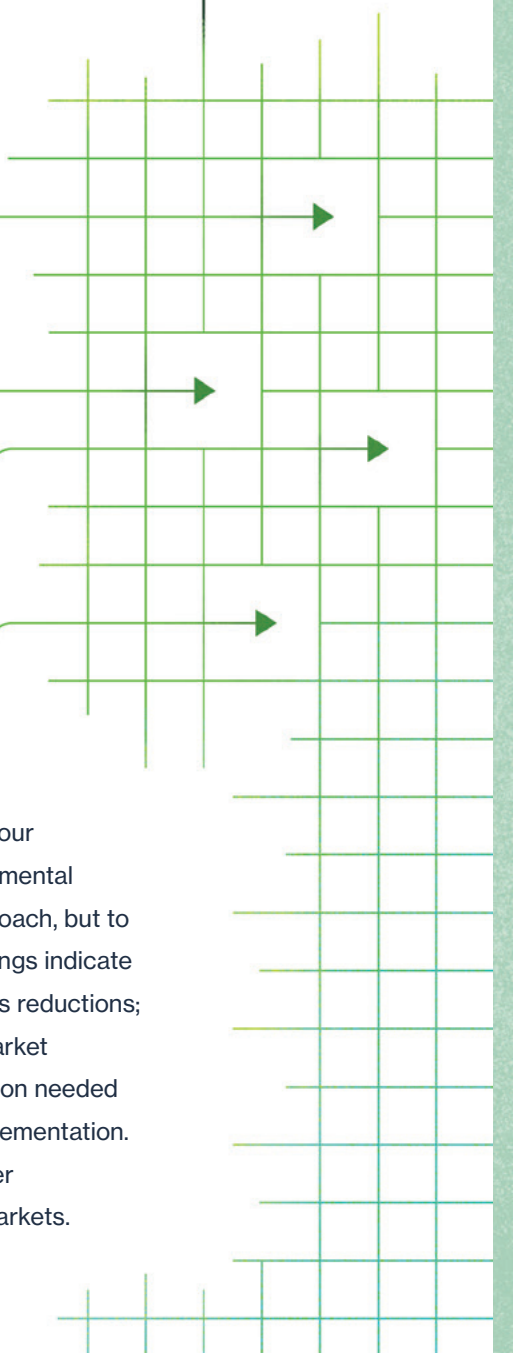 our
mental
oach, but to
ngs indicate
s reductions;
arket
on needed
ementation.
er
arkets.